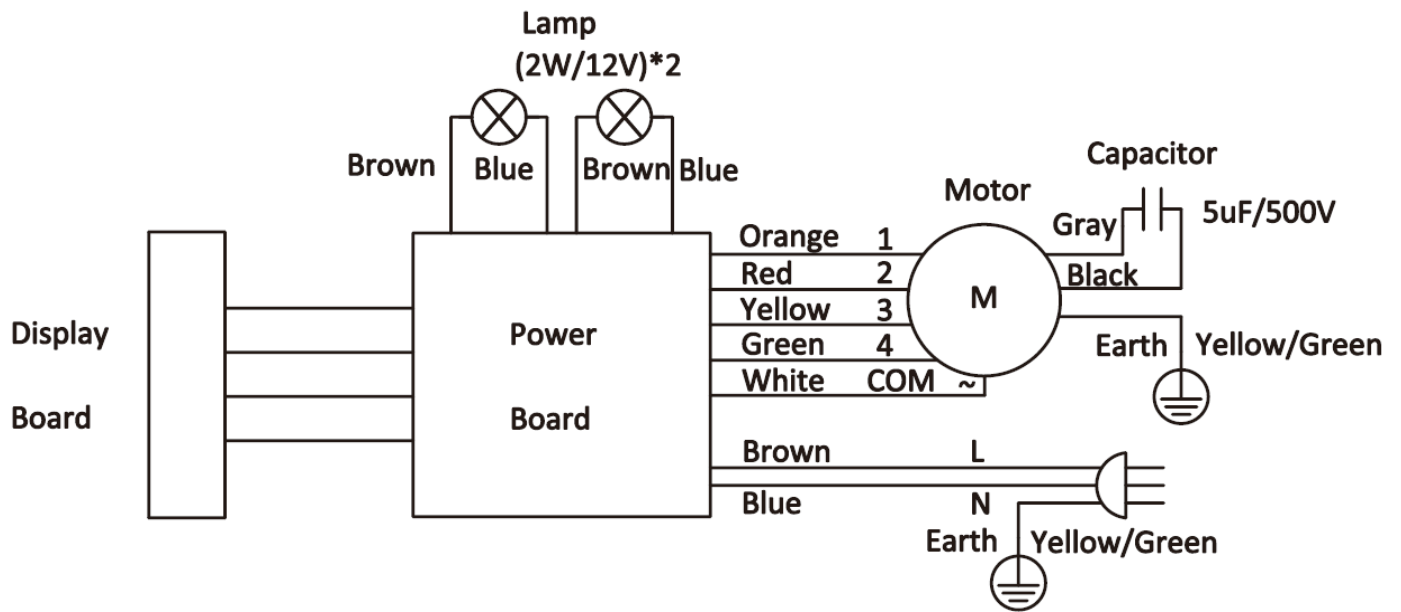 Lamp
(2W/12V)*2
Brown
Blue
Brown
Blue
Capacitor
5uF/500V
Motor
Gray
Black
M
Orange 1
Red 2
Yellow 3
Green 4
White COM ~
Earth
Yellow/Green
Display
Board
Power
Board
Brown L
Blue N
Earth
Yellow/Green